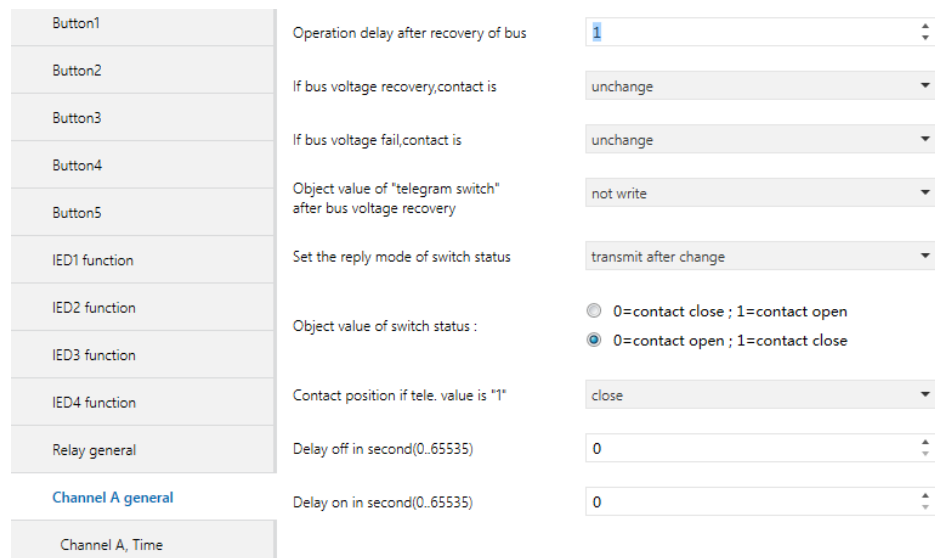 Button1
Button2
Button3
Button4
Button5
IED1 function
IED2 function
IED3 function
IED4 function
Relay general
Channel A general
Channel A, Time
Operation delay after recovery of bus
1
If bus voltage recovery,contact is
unchange
If bus voltage fail,contact is
unchange
Object value of "telegram switch"
after bus voltage recovery
not write
Set the reply mode of switch status
transmit after change
Object value of switch status :
0=contact close ; 1=contact open
0=contact open ; 1=contact close
Contact position if tele. value is "1"
close
Delay off in second(0..65535)
0
Delay on in second(0..65535)
0